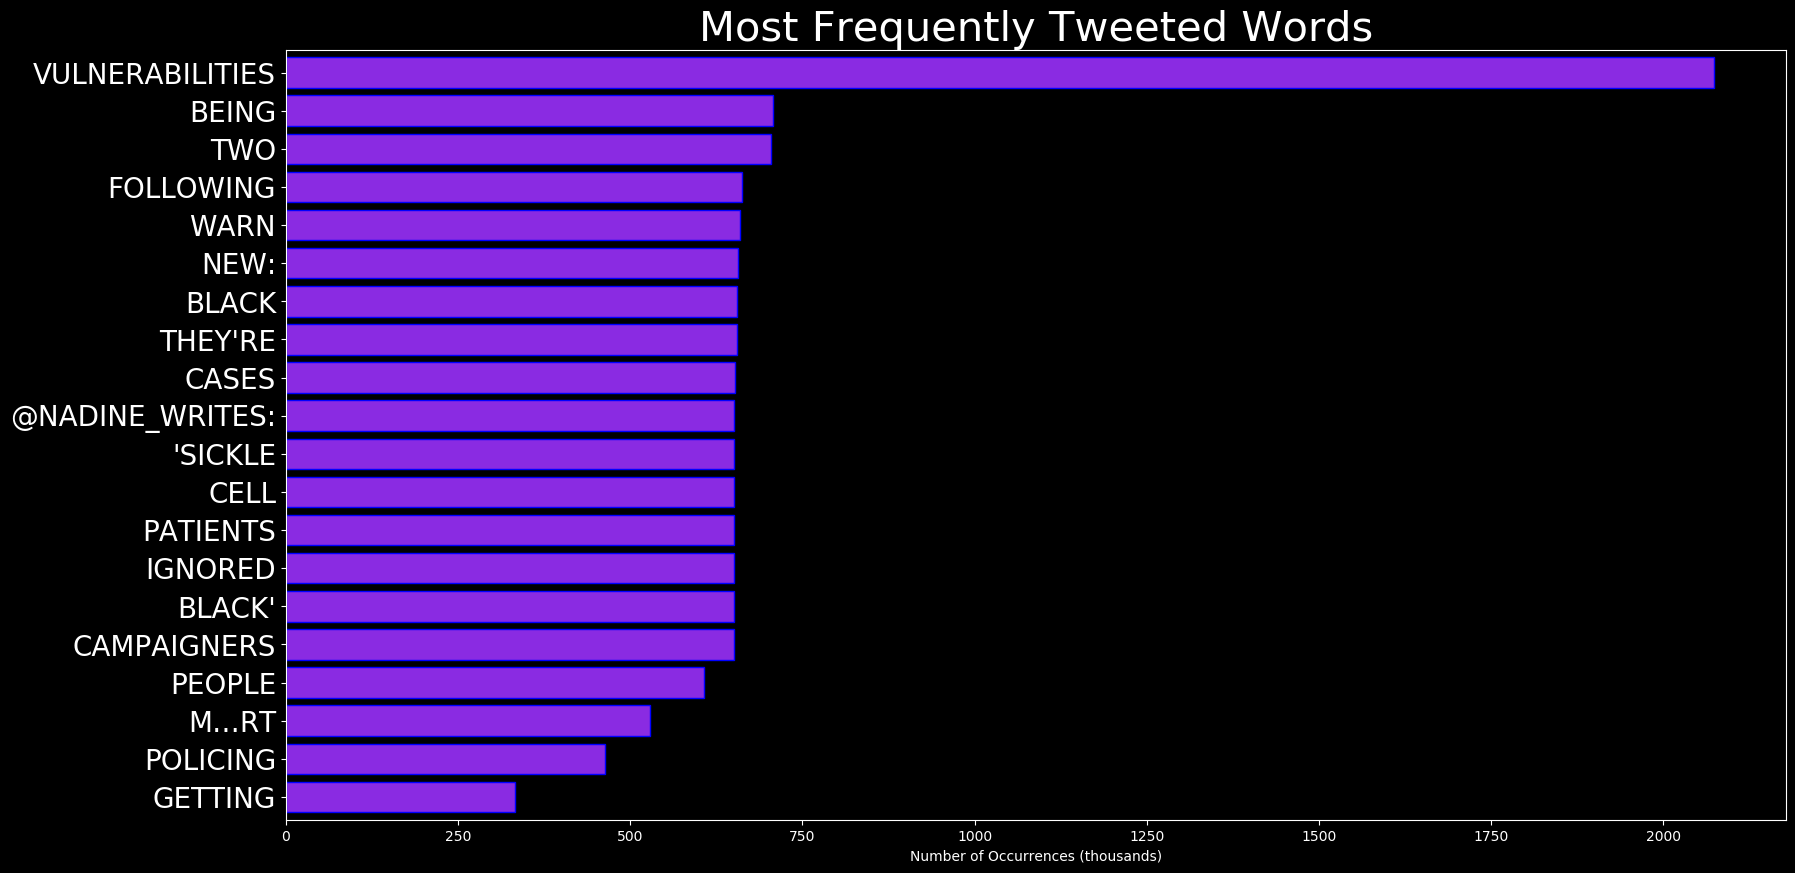 Most Frequently Tweeted Words
VULNERABILITIES
BEING
TWO
FOLLOWING
WARN
NEW:
BLACK
THEY'RE
CASES
@NADINE_WRITES:
'SICKLE
CELL
PATIENTS
IGNORED
BLACK'
CAMPAIGNERS
PEOPLE
M…RT
POLICING
GETTING
0 250 500 750 1000 1250 1500 1750 2000
Number of Occurrences (thousands)